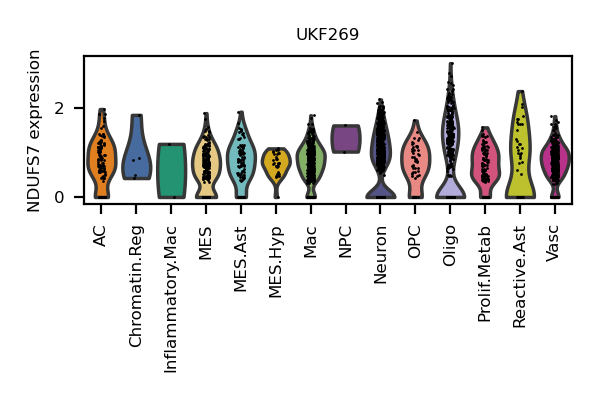 UKF269
NDUFS7 expression
2
0
AC
Chromatin.Reg
Inflammatory.Mac
MES
MES.Ast
MES.Hyp
Mac
NPC
Neuron
OPC
Oligo
Prolif.Metab
Reactive.Ast
Vasc